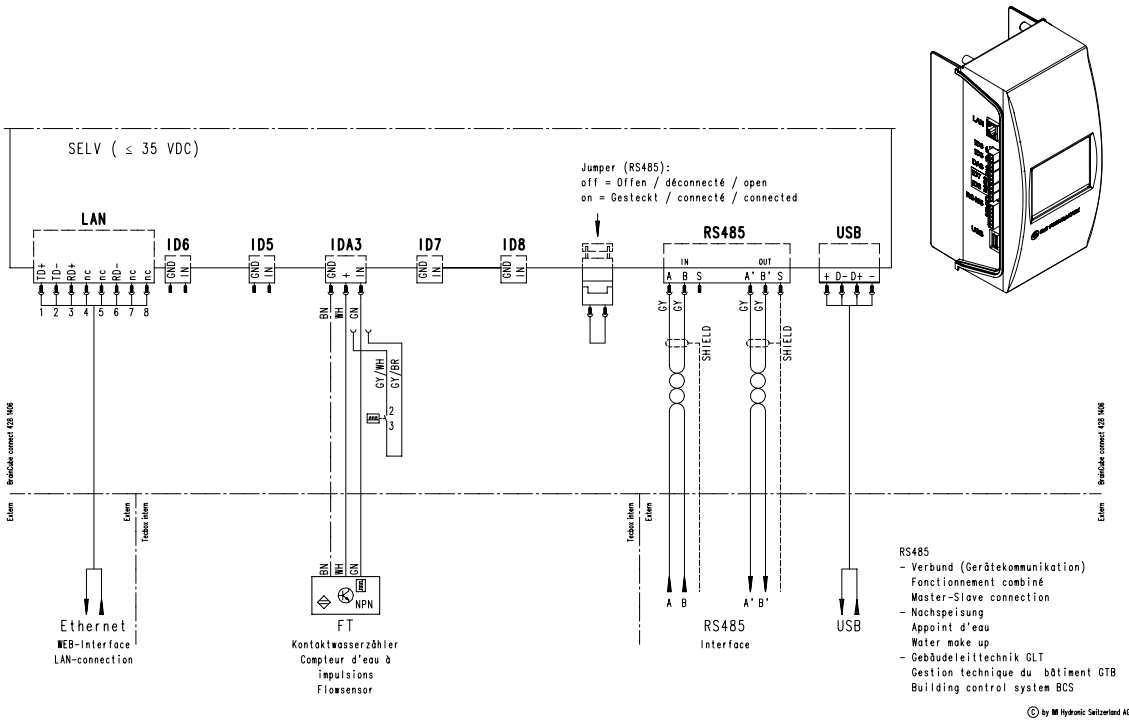 SELV ( ≤ 35 VDC)
Jumper (RS485):
off = Offen / déconnecté / open
on = Gesteckt / connecté / connected
LAN
ID6
ID5
IDA3
ID7
ID8
RS485
USB
TD+
TD-
RD+
nc
nc
RD-
nc
nc
GND
IN
GND
IN
GND
+
IN
GND
IN
GND
IN
IN
OUT
A B S
A' B' S
+ D- D+ -
1 2 3 4 5 6 7 8
BN
WH
GN
GY
GY
GY
GY
SHIELD
SHIELD
GY/WH
GY/BR
2
3
BrainCube connect 428 1406
BrainCube connect 428 1406
Extern
Extern
Tecbox intern
Tecbox intern
Extern
Extern
BN
WH
GN
NPN
A B
A' B'
Ethernet
WEB-Interface
LAN-connection
FT
Kontaktwasserzähler
Compteur d'eau à
impulsions
Flowsensor
RS485
Interface
USB
RS485
- Verbund (Gerätekommunikation)
Fonctionnement combiné
Master-Slave connection
- Nachspeisung
Appoint d'eau
Water make up
- Gebäudeleittechnik GLT
Gestion technique du bâtiment GTB
Building control system BCS
LAN
RS485
USB
© by IMI Hydronic Switzerland AG